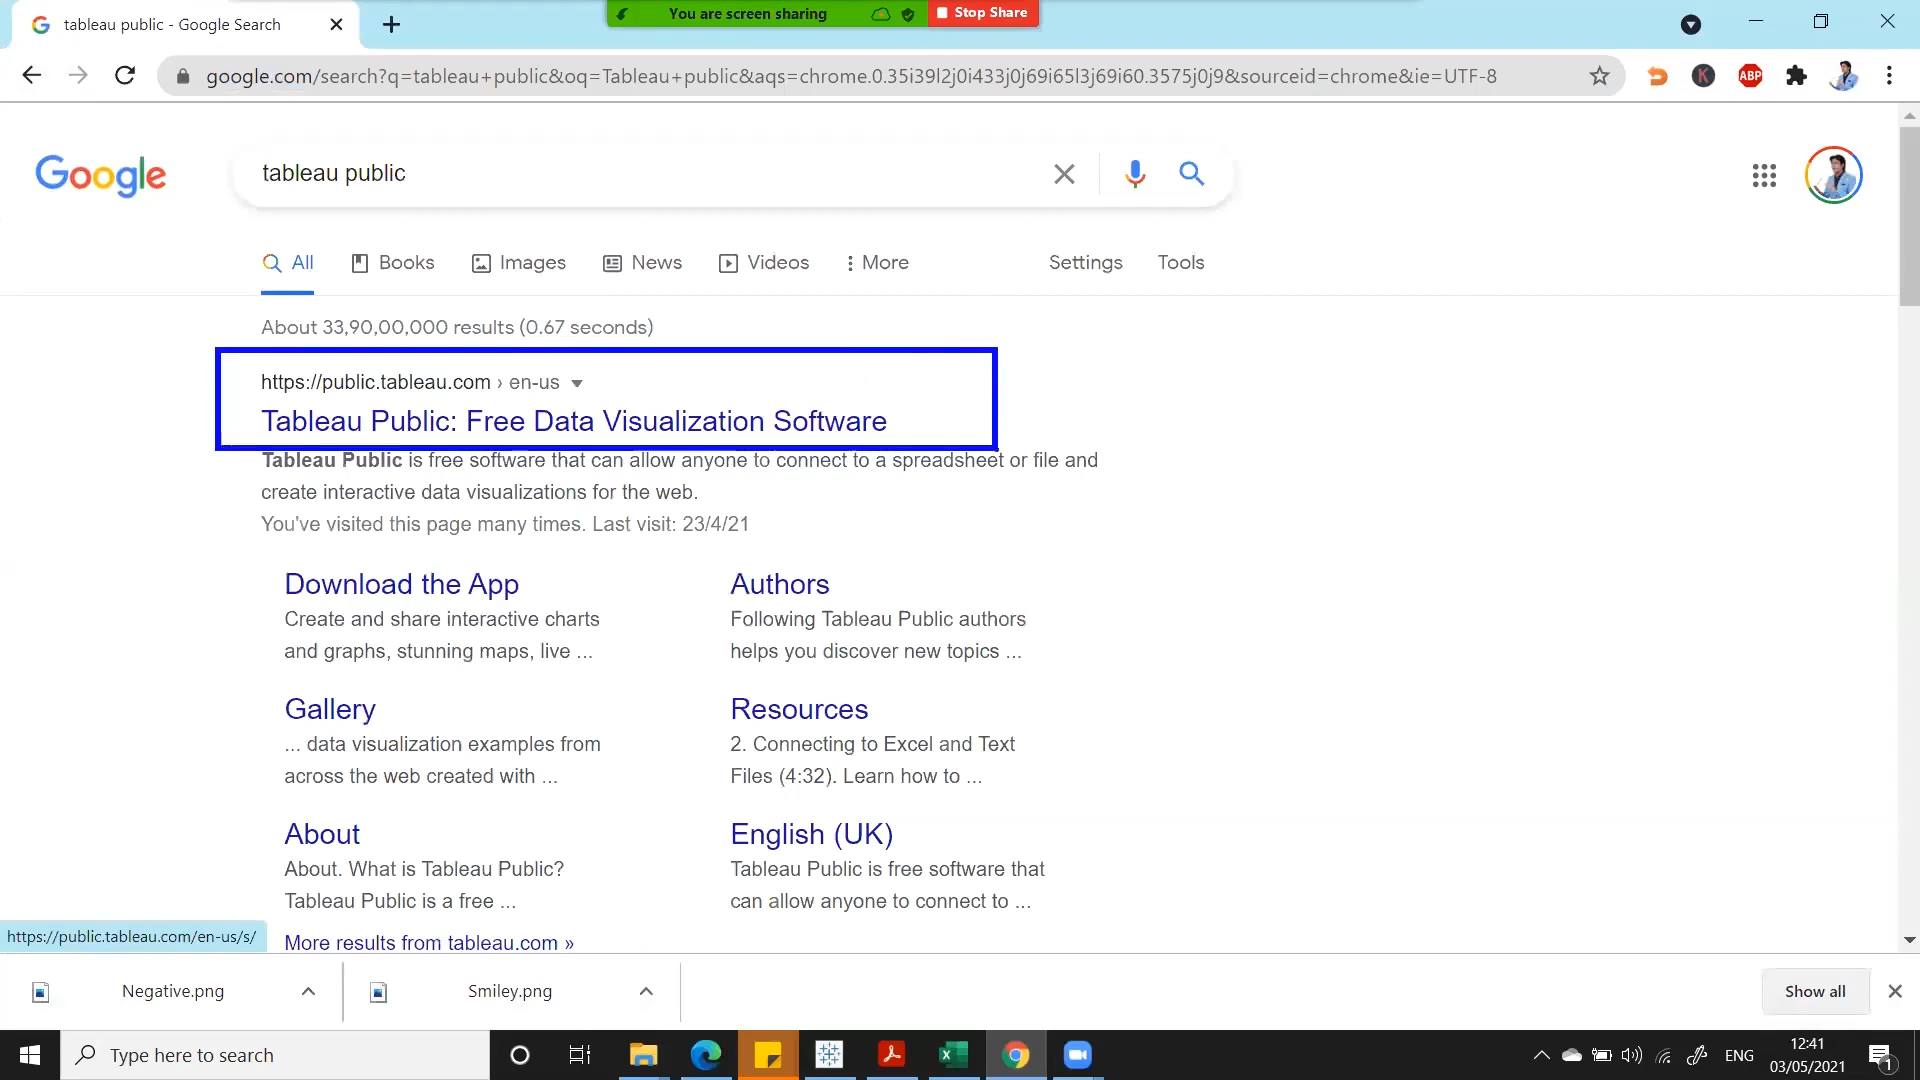 tableau public - Google Search
You are screen sharing
Stop Share
google.com/search?q=tableau+public&oq=Tableau+public&aqs=chrome.0.35i39l2j0i433j0j69i65l3j69i60.3575j0j9&sourceid=chrome&ie=UTF-8
K
ABP
Google
tableau public
All
Books
Images
News
Videos
More
Settings
Tools
About 33,90,00,000 results (0.67 seconds)
https://public.tableau.com › en-us
Tableau Public: Free Data Visualization Software
Tableau Public is free software that can allow anyone to connect to a spreadsheet or file and
create interactive data visualizations for the web.
You've visited this page many times. Last visit: 23/4/21
Download the App
Create and share interactive charts
and graphs, stunning maps, live ...
Authors
Following Tableau Public authors
helps you discover new topics ...
Gallery
... data visualization examples from
across the web created with ...
Resources
2. Connecting to Excel and Text
Files (4:32). Learn how to ...
About
About. What is Tableau Public?
Tableau Public is a free ...
English (UK)
Tableau Public is free software that
can allow anyone to connect to ...
https://public.tableau.com/en-us/s/
More results from tableau.com »
Negative.png
Smiley.png
Show all
Type here to search
ENG
12:41
03/05/2021
1